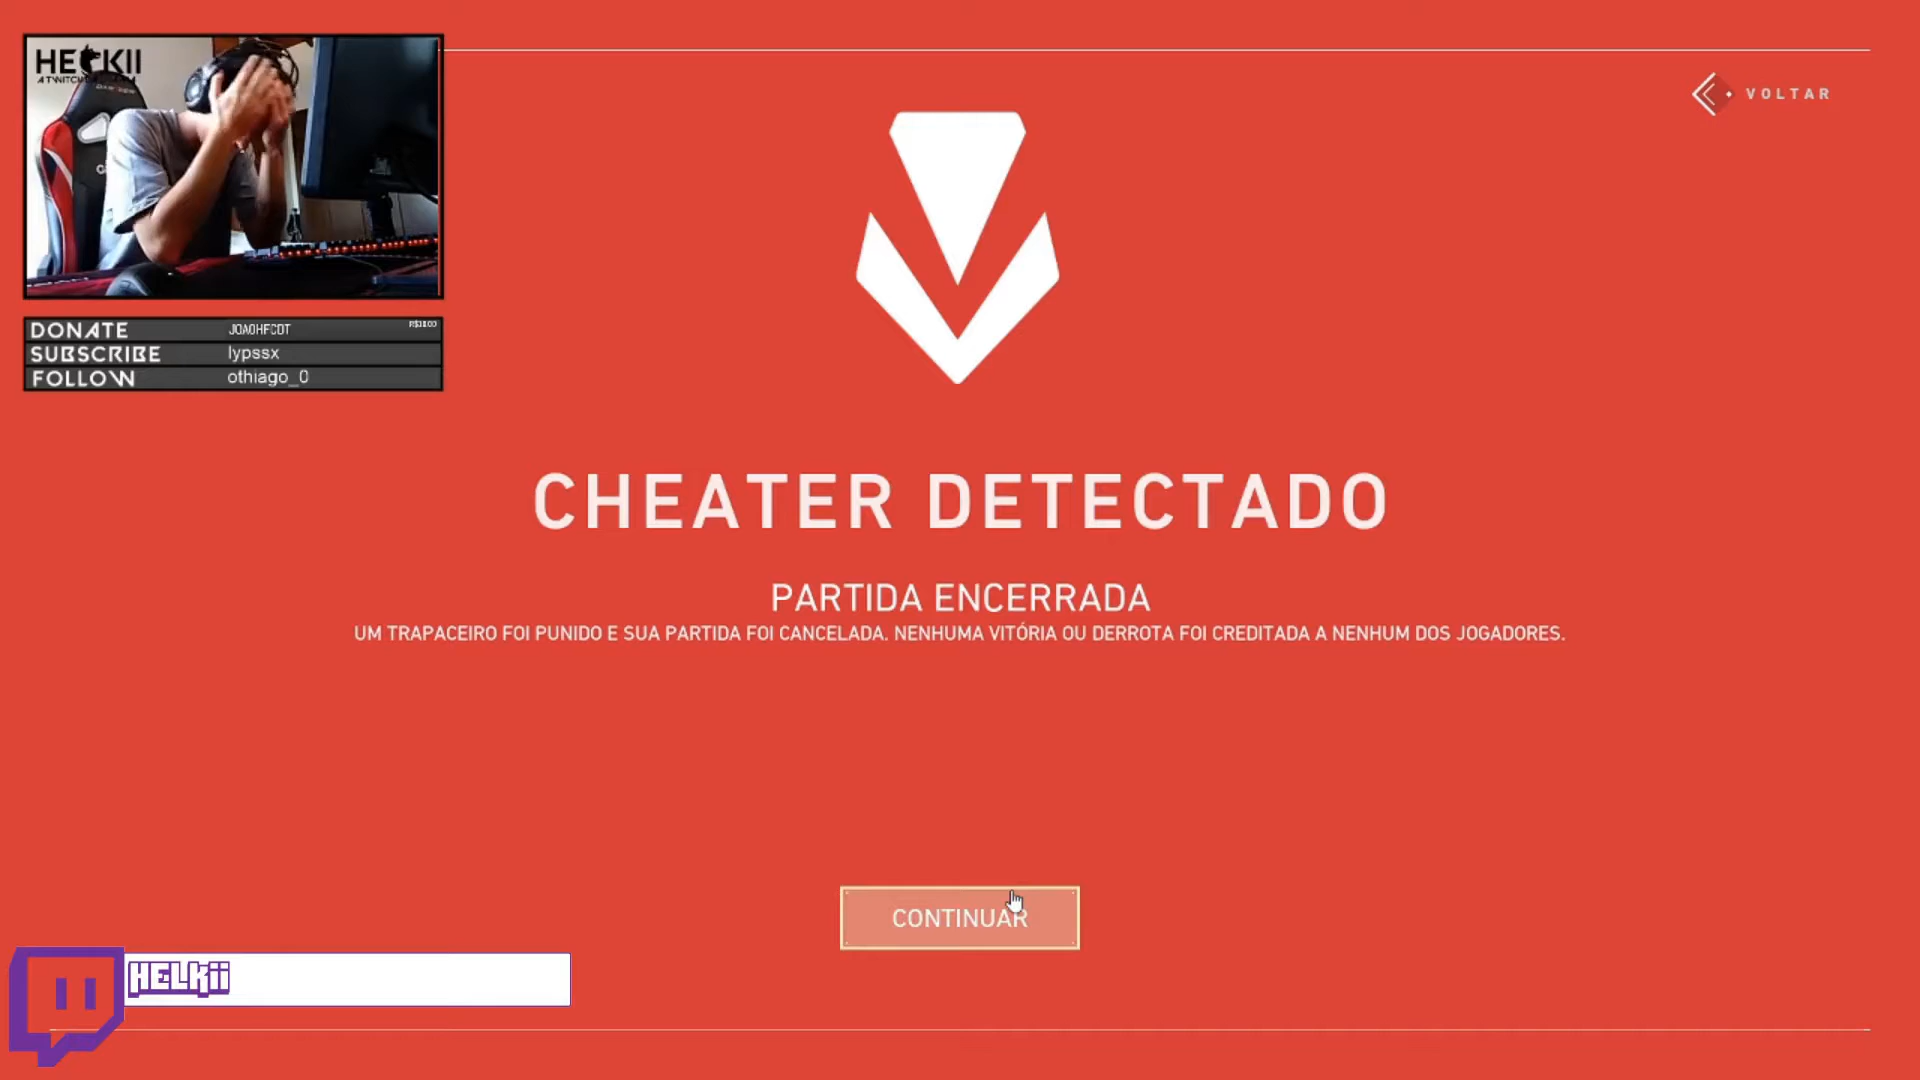 HELKII
VOLTAR
DONATE JOAOHFCDT
SUBSCRIBE lypssx
FOLLOW othiago_0
CHEATER DETECTADO
PARTIDA ENCERRADA
UM TRAPACEIRO FOI PUNIDO E SUA PARTIDA FOI CANCELADA. NENHUMA VITÓRIA OU DERROTA FOI CREDITADA A NENHUM DOS JOGADORES.
CONTINUAR
HELKii